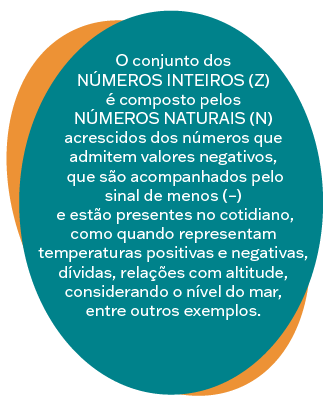 O conjunto dos
NÚMEROS INTEIROS (Z)
é composto pelos
NÚMEROS NATURAIS (N)
acrescidos dos números que
admitem valores negativos,
que são acompanhados pelo
sinal de menos (–)
e estão presentes no cotidiano,
como quando representam
temperaturas positivas e negativas,
dívidas, relações com altitude,
considerando o nível do mar,
entre outros exemplos.